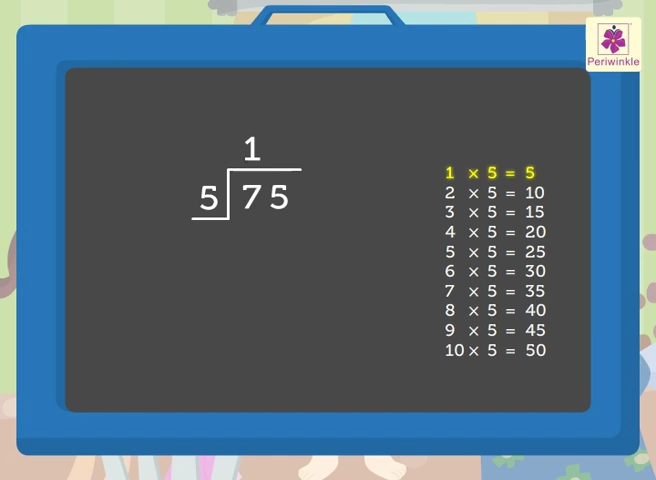 Periwinkle
1
5 75
1 × 5 = 5
2 × 5 = 10
3 × 5 = 15
4 × 5 = 20
5 × 5 = 25
6 × 5 = 30
7 × 5 = 35
8 × 5 = 40
9 × 5 = 45
10 × 5 = 50